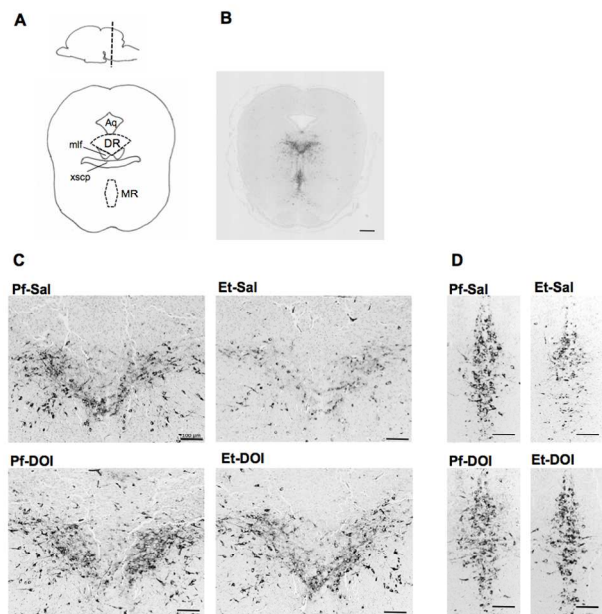 A
B
Aq
DR
mlf
xscp
MR
C
D
Pf-Sal
Et-Sal
Pf-Sal
Et-Sal
100 µm
Pf-DOI
Et-DOI
Pf-DOI
Et-DOI